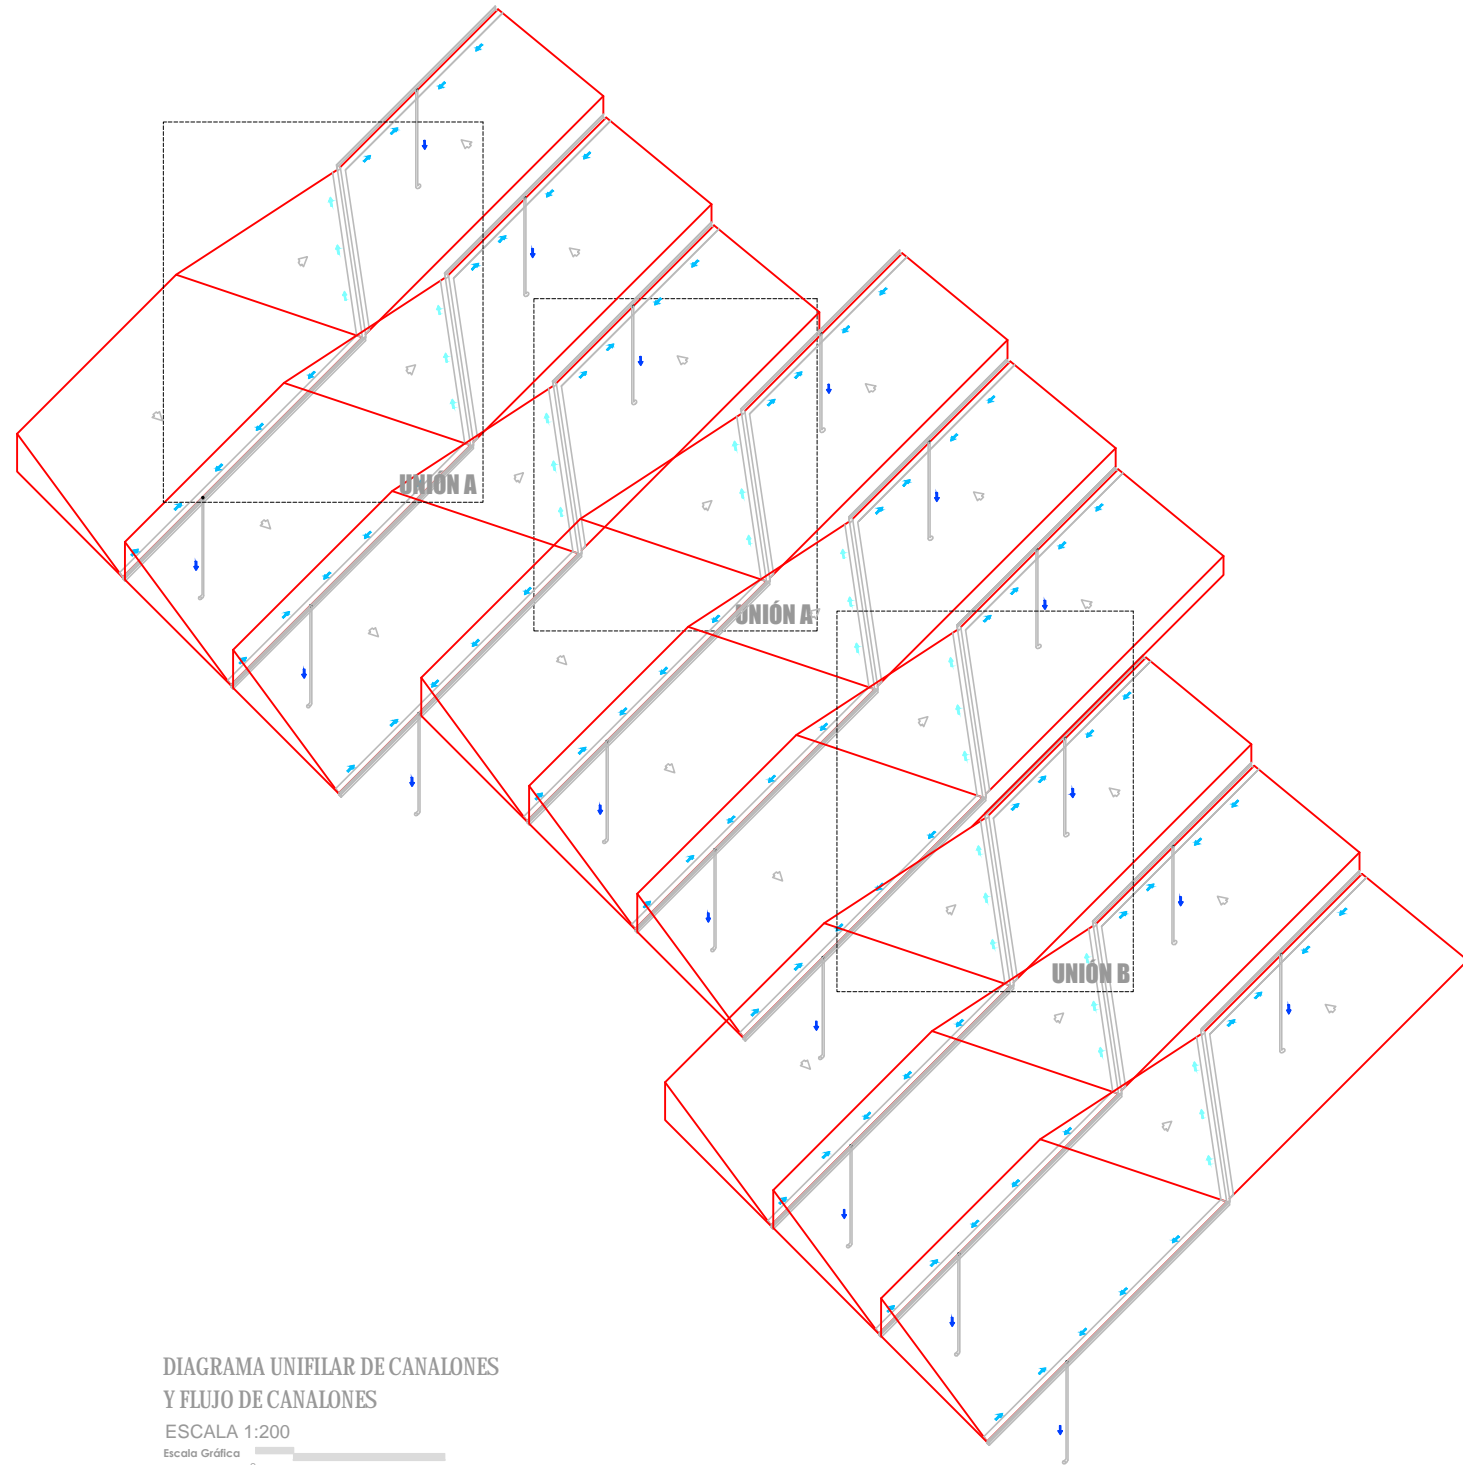 UNIÓN A
UNIÓN A
UNIÓN B
DIAGRAMA UNIFILAR DE CANALONES
Y FLUJO DE CANALONES
ESCALA 1:200
Escala Gráfica